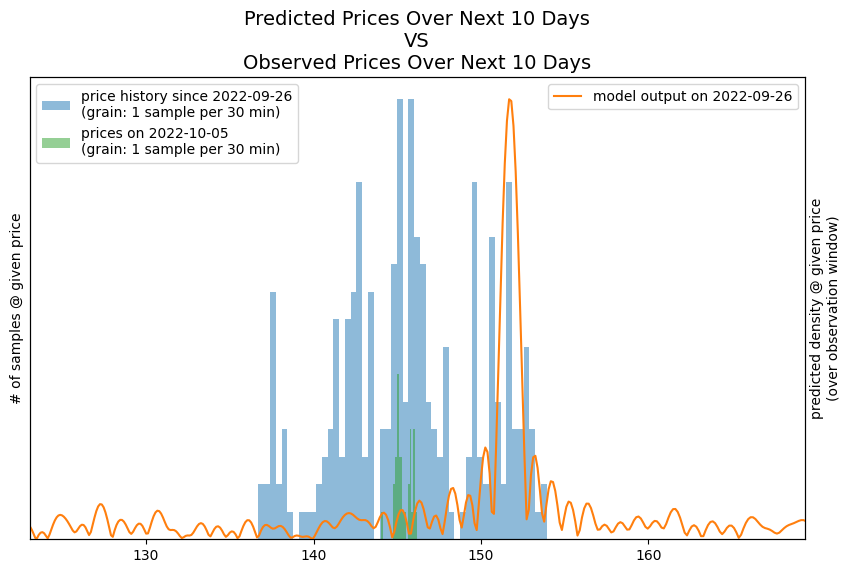 Predicted Prices Over Next 10 Days
VS
Observed Prices Over Next 10 Days
price history since 2022-09-26
(grain: 1 sample per 30 min)
prices on 2022-10-05
(grain: 1 sample per 30 min)
model output on 2022-09-26
# of samples @ given price
predicted density @ given price
(over observation window)
130
140
150
160